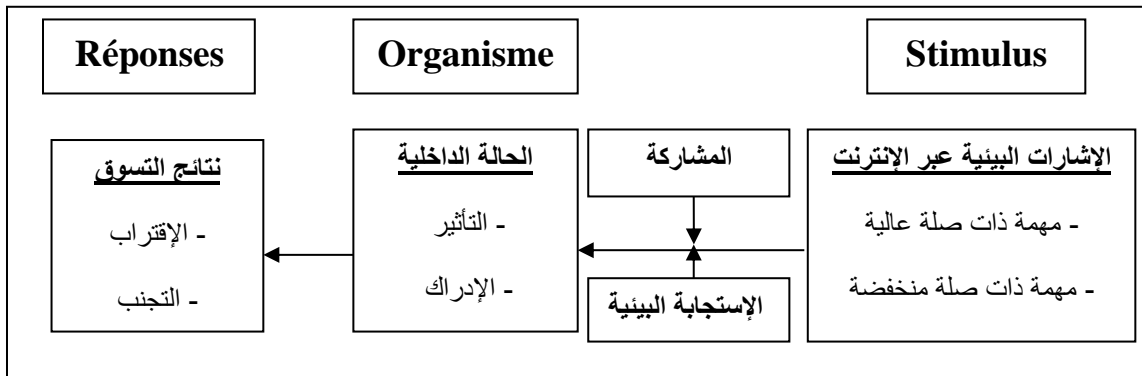 Stimulus
Organisme
Réponses
الإشارات البيئية عبر الإنترنت
- مهمة ذات صلة عالية
- مهمة ذات صلة منخفضة
المشاركة
الإستجابة البيئية
الحالة الداخلية
- التأثير
- الإدراك
نتائج التسوق
- الإقتراب
- التجنب